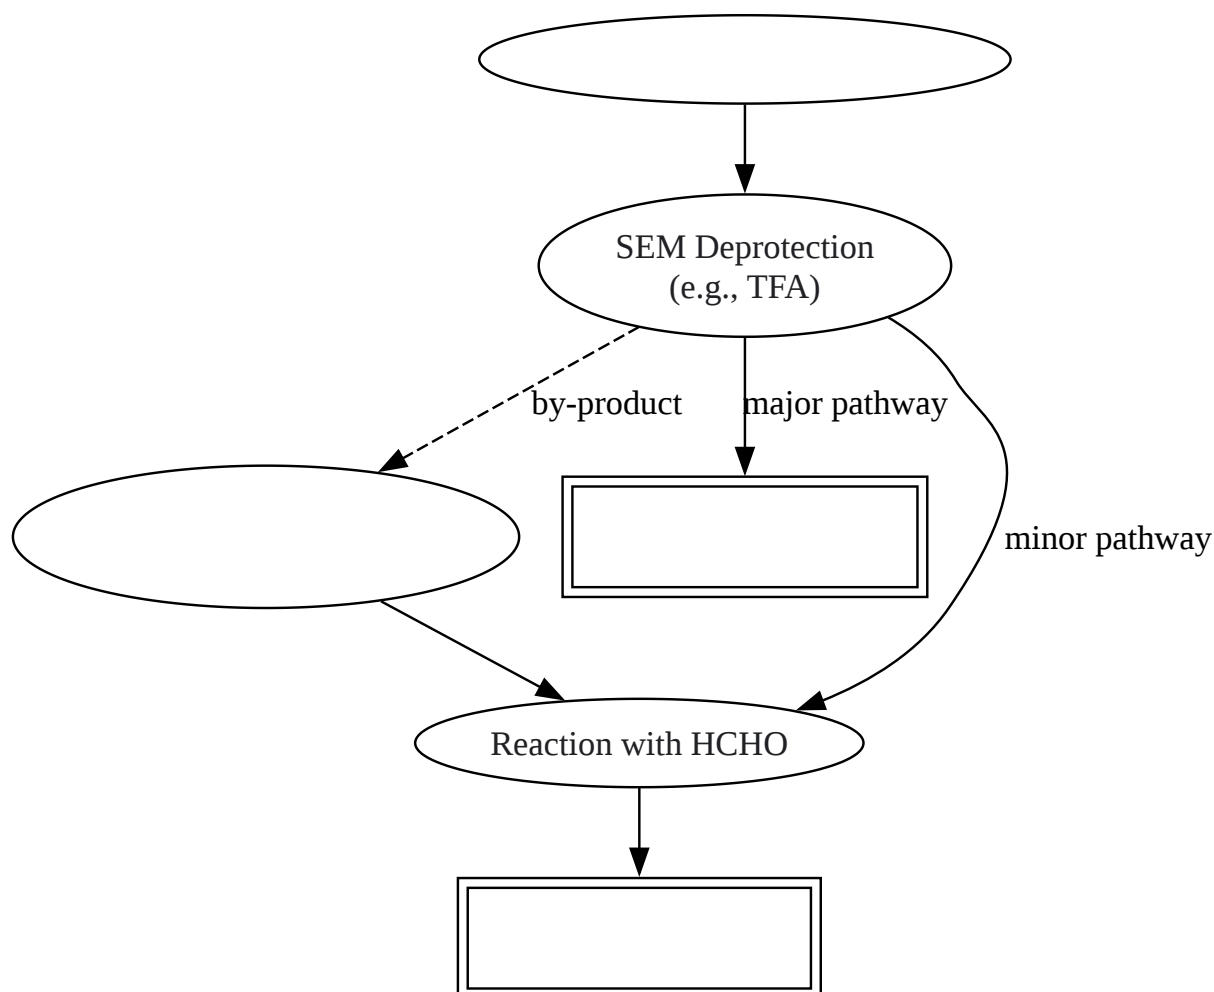 SEM Deprotection
(e.g., TFA)
by-product
major pathway
minor pathway
Reaction with HCHO